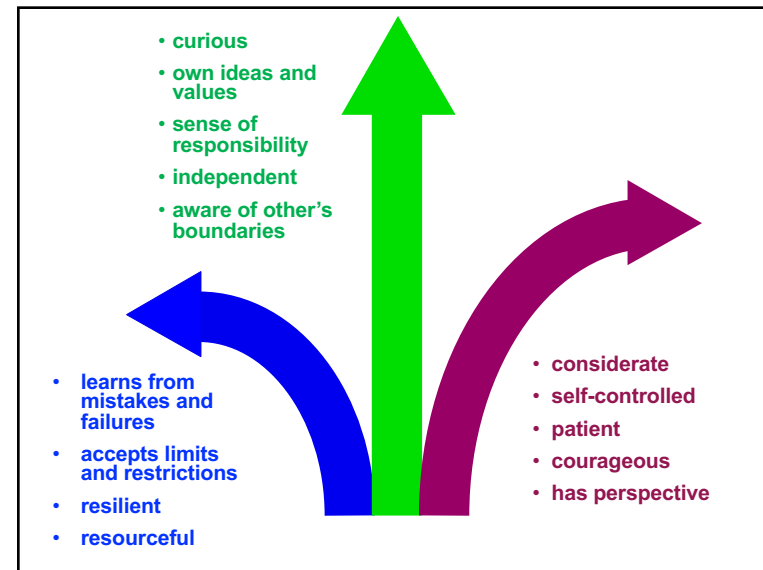 • curious
• own ideas and
values
• sense of
responsibility
• independent
• aware of other's
boundaries
• learns from
mistakes and
failures
• accepts limits
and restrictions
• resilient
• resourceful
• considerate
• self-controlled
• patient
• courageous
• has perspective